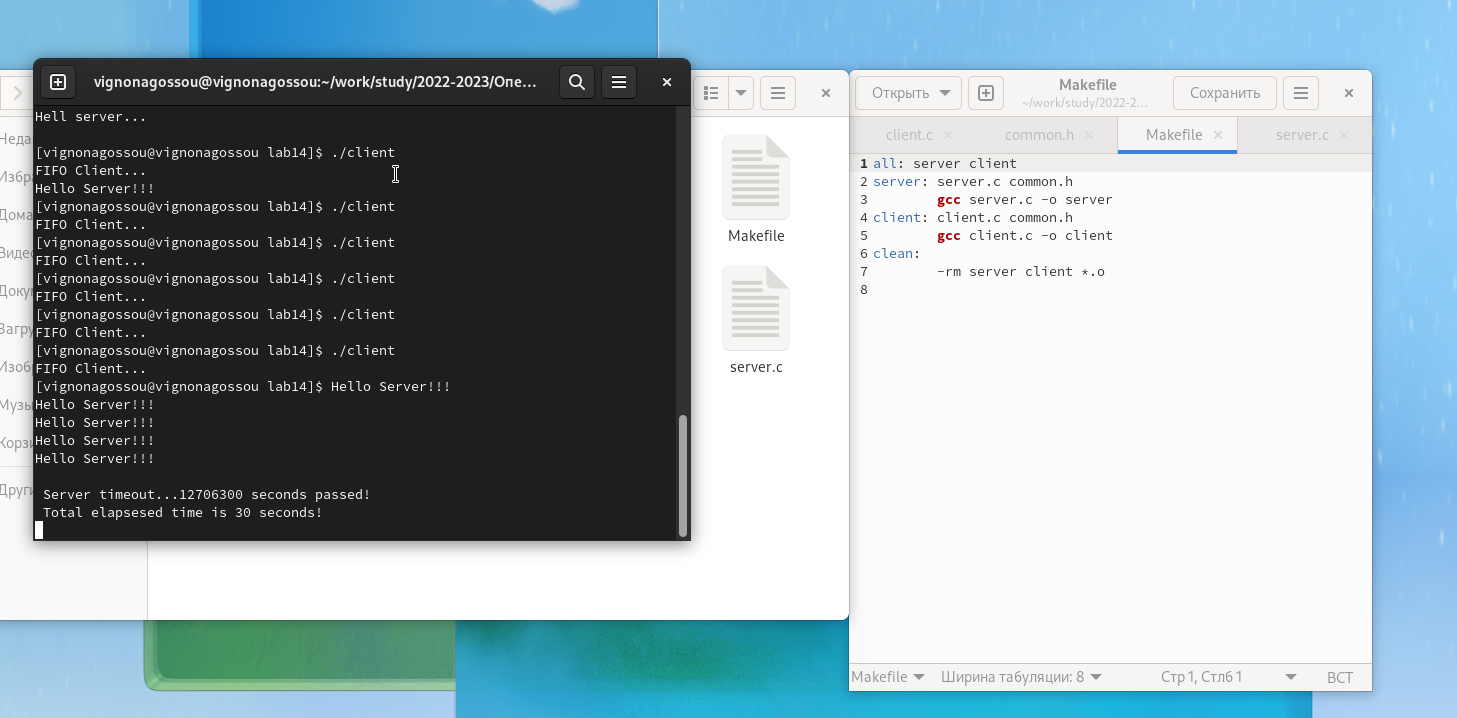 vignonagossou@vignonagossou:~/work/study/2022-2023/Опе...
Hell server...
[vignonagossou@vignonagossou lab14]$ ./client
FIFO Client...
Hello Server!!!
[vignonagossou@vignonagossou lab14]$ ./client
FIFO Client...
[vignonagossou@vignonagossou lab14]$ ./client
FIFO Client...
[vignonagossou@vignonagossou lab14]$ ./client
FIFO Client...
[vignonagossou@vignonagossou lab14]$ ./client
FIFO Client...
[vignonagossou@vignonagossou lab14]$ ./client
FIFO Client...
[vignonagossou@vignonagossou lab14]$ Hello Server!!!
Hello Server!!!
Hello Server!!!
Hello Server!!!
Hello Server!!!
Server timeout...12706300 seconds passed!
Total elapsesed time is 30 seconds!
Неда
Избр
Дома
Виде
Доку
Загру
Изоб
Музы
Корзи
Други
Makefile
server.c
Открыть
Makefile
~/work/study/2022-2...
Сохранить
client.c
common.h
Makefile
server.c
1 all: server client
2 server: server.c common.h
3 gcc server.c -o server
4 client: client.c common.h
5 gcc client.c -o client
6 clean:
7 -rm server client *.o
8
Makefile
Ширина табуляции: 8
Стр 1, Стлб 1
ВСТ